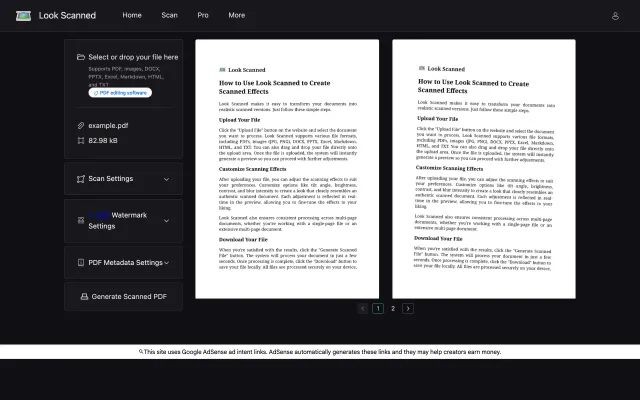 Look Scanned
Home
Scan
Pro
More
Select or drop your file here
Supports PDF, images, DOCX,
PPTX, Excel, Markdown, HTML,
and TXT
PDF editing software
example.pdf
82.98 kB
Scan Settings
Watermark
Settings
PDF Metadata Settings
Generate Scanned PDF
Look Scanned
How to Use Look Scanned to Create
Scanned Effects
Look Scanned makes it easy to transform your documents into
realistic scanned versions. Just follow these simple steps.
Upload Your File
Click the "Upload File" button on the website and select the document
you want to process. Look Scanned supports various file formats,
including PDFs, images (JPG, PNG), DOCX, PPTX, Excel, Markdown,
HTML, and TXT. You can also drag and drop your file directly onto
the upload area. Once the file is uploaded, the system will instantly
generate a preview so you can proceed with further adjustments.
Customize Scanning Effects
After uploading your file, you can adjust the scanning effects to suit
your preferences. Customize options like tilt angle, brightness,
contrast, and blur intensity to create a look that closely resembles an
authentic scanned document. Each adjustment is reflected in real-
time in the preview, allowing you to fine-tune the effects to your
liking.
Look Scanned also ensures consistent processing across multi-page
documents, whether you're working with a single-page file or an
extensive multi-page document.
Download Your File
When you're satisfied with the results, click the "Generate Scanned
PDF" button. The system will process your document in just a few
seconds. Once processing is complete, click the "Download" button to
save your file locally. All files are processed securely on your device,
Look Scanned
How to Use Look Scanned to Create
Scanned Effects
Look Scanned makes it easy to transform your documents into
realistic scanned versions. Just follow these simple steps.
Upload Your File
Click the "Upload File" button on the website and select the document
you want to process. Look Scanned supports various file formats,
including PDFs, images (JPG, PNG), DOCX, PPTX, Excel, Markdown,
HTML, and TXT. You can also drag and drop your file directly onto
the upload area. Once the file is uploaded, the system will instantly
generate a preview so you can proceed with further adjustments.
Customize Scanning Effects
After uploading your file, you can adjust the scanning effects to suit
your preferences. Customize options like tilt angle, brightness,
contrast, and blur intensity to create a look that closely resembles an
authentic scanned document. Each adjustment is reflected in real-
time in the preview, allowing you to fine-tune the effects to your
liking.
Look Scanned also ensures consistent processing across multi-page
documents, whether you're working with a single-page file or an
extensive multi-page document.
Download Your File
When you're satisfied with the results, click the "Generate Scanned
PDF" button. The system will process your document in just a few
seconds. Once processing is complete, click the "Download" button to
save your file locally. All files are processed securely on your device,
1
2
This site uses Google AdSense ad intent links. AdSense automatically generates these links and they may help creators earn money.